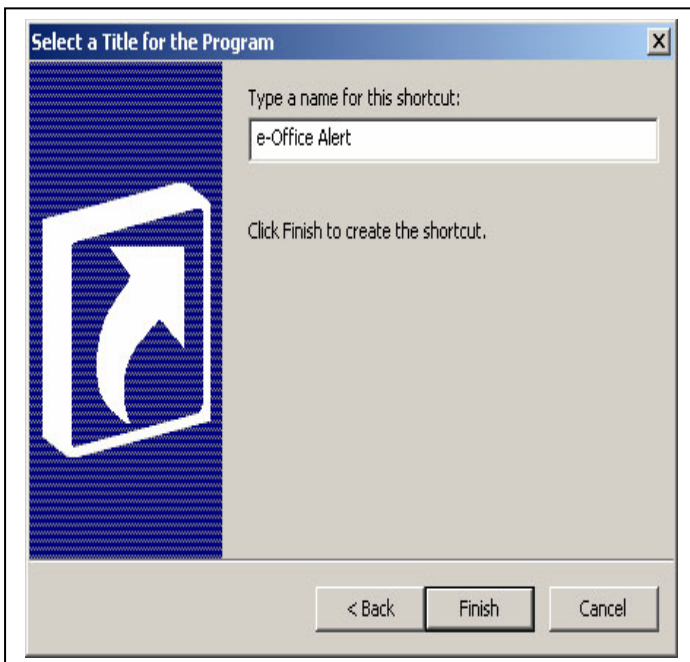 Select a Title for the Program
Type a name for this shortcut:
e-Office Alert
Click Finish to create the shortcut.
< Back
Finish
Cancel